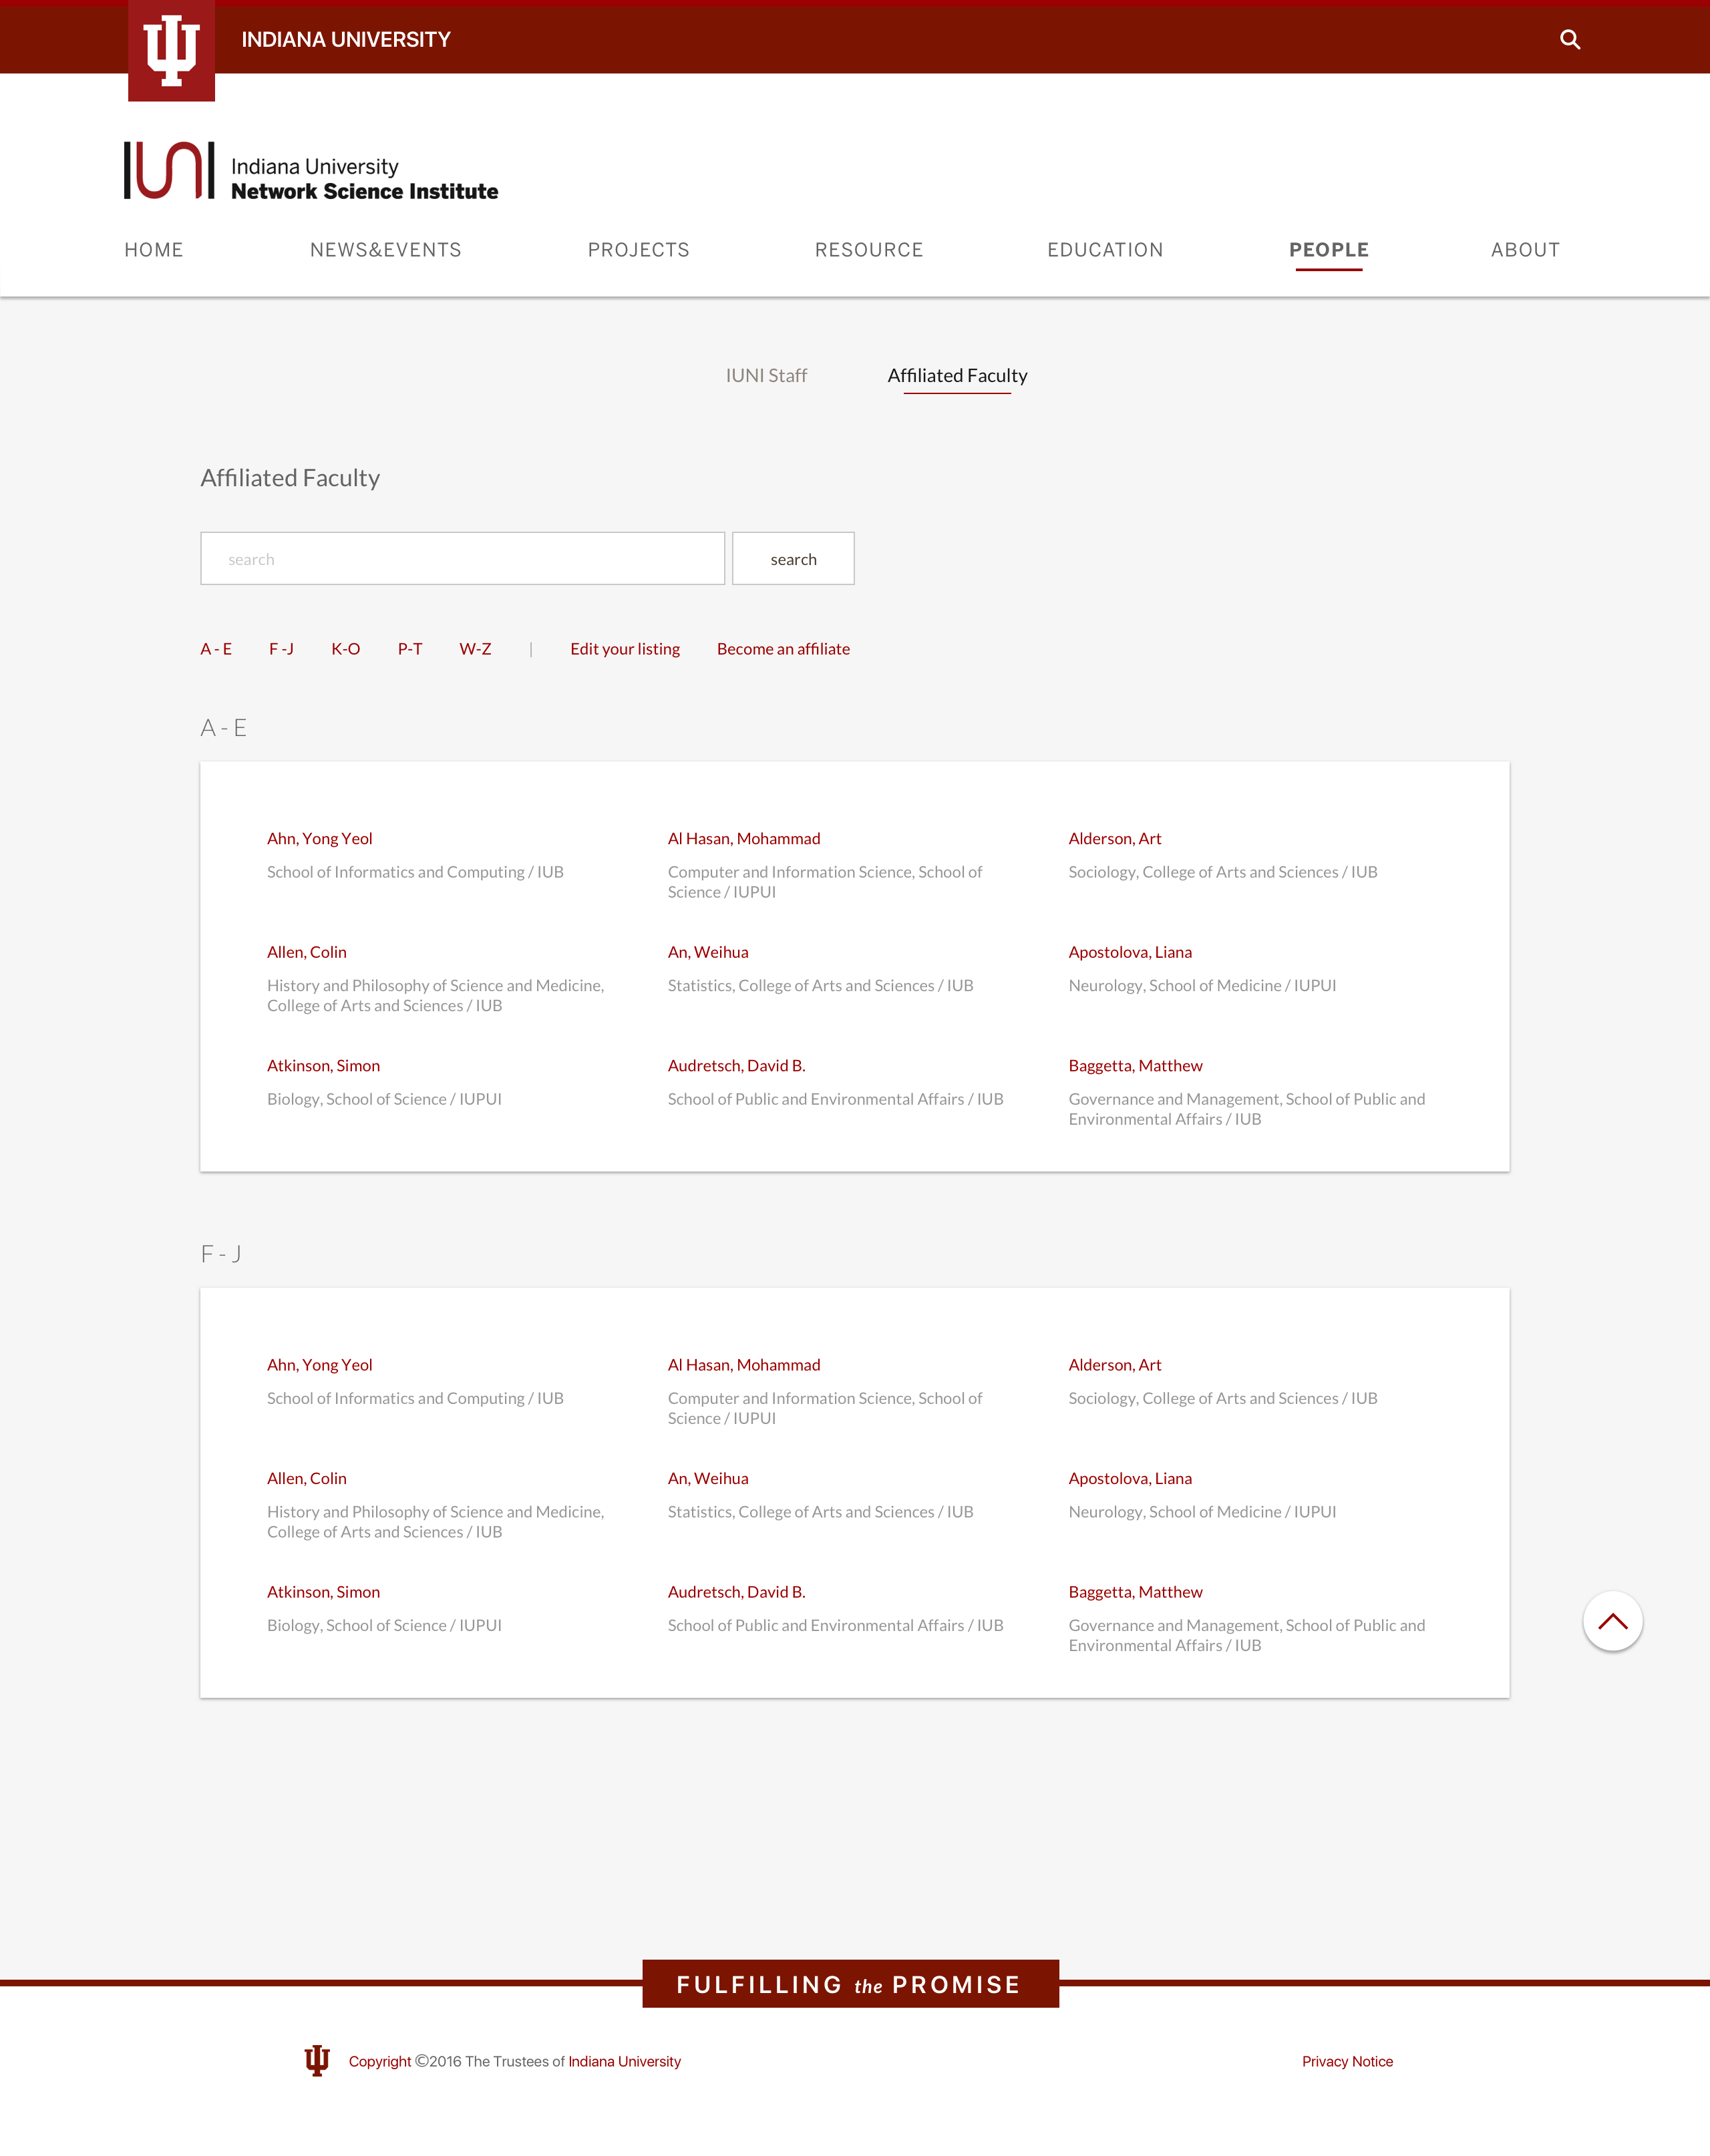 INDIANA UNIVERSITY
IUNI
Indiana University
Network Science Institute
HOME NEWS&EVENTS PROJECTS RESOURCE EDUCATION PEOPLE ABOUT
IUNI Staff Affiliated Faculty
Affiliated Faculty
search search
A - E F -J K-O P-T W-Z | Edit your listing Become an affiliate
A - E
Ahn, Yong Yeol
School of Informatics and Computing / IUB
Al Hasan, Mohammad
Computer and Information Science, School of
Science / IUPUI
Alderson, Art
Sociology, College of Arts and Sciences / IUB
Allen, Colin
History and Philosophy of Science and Medicine,
College of Arts and Sciences / IUB
An, Weihua
Statistics, College of Arts and Sciences / IUB
Apostolova, Liana
Neurology, School of Medicine / IUPUI
Atkinson, Simon
Biology, School of Science / IUPUI
Audretsch, David B.
School of Public and Environmental Affairs / IUB
Baggetta, Matthew
Governance and Management, School of Public and
Environmental Affairs / IUB
F - J
Ahn, Yong Yeol
School of Informatics and Computing / IUB
Al Hasan, Mohammad
Computer and Information Science, School of
Science / IUPUI
Alderson, Art
Sociology, College of Arts and Sciences / IUB
Allen, Colin
History and Philosophy of Science and Medicine,
College of Arts and Sciences / IUB
An, Weihua
Statistics, College of Arts and Sciences / IUB
Apostolova, Liana
Neurology, School of Medicine / IUPUI
Atkinson, Simon
Biology, School of Science / IUPUI
Audretsch, David B.
School of Public and Environmental Affairs / IUB
Baggetta, Matthew
Governance and Management, School of Public and
Environmental Affairs / IUB
FULFILLING the PROMISE
Copyright ©2016 The Trustees of Indiana University
Privacy Notice